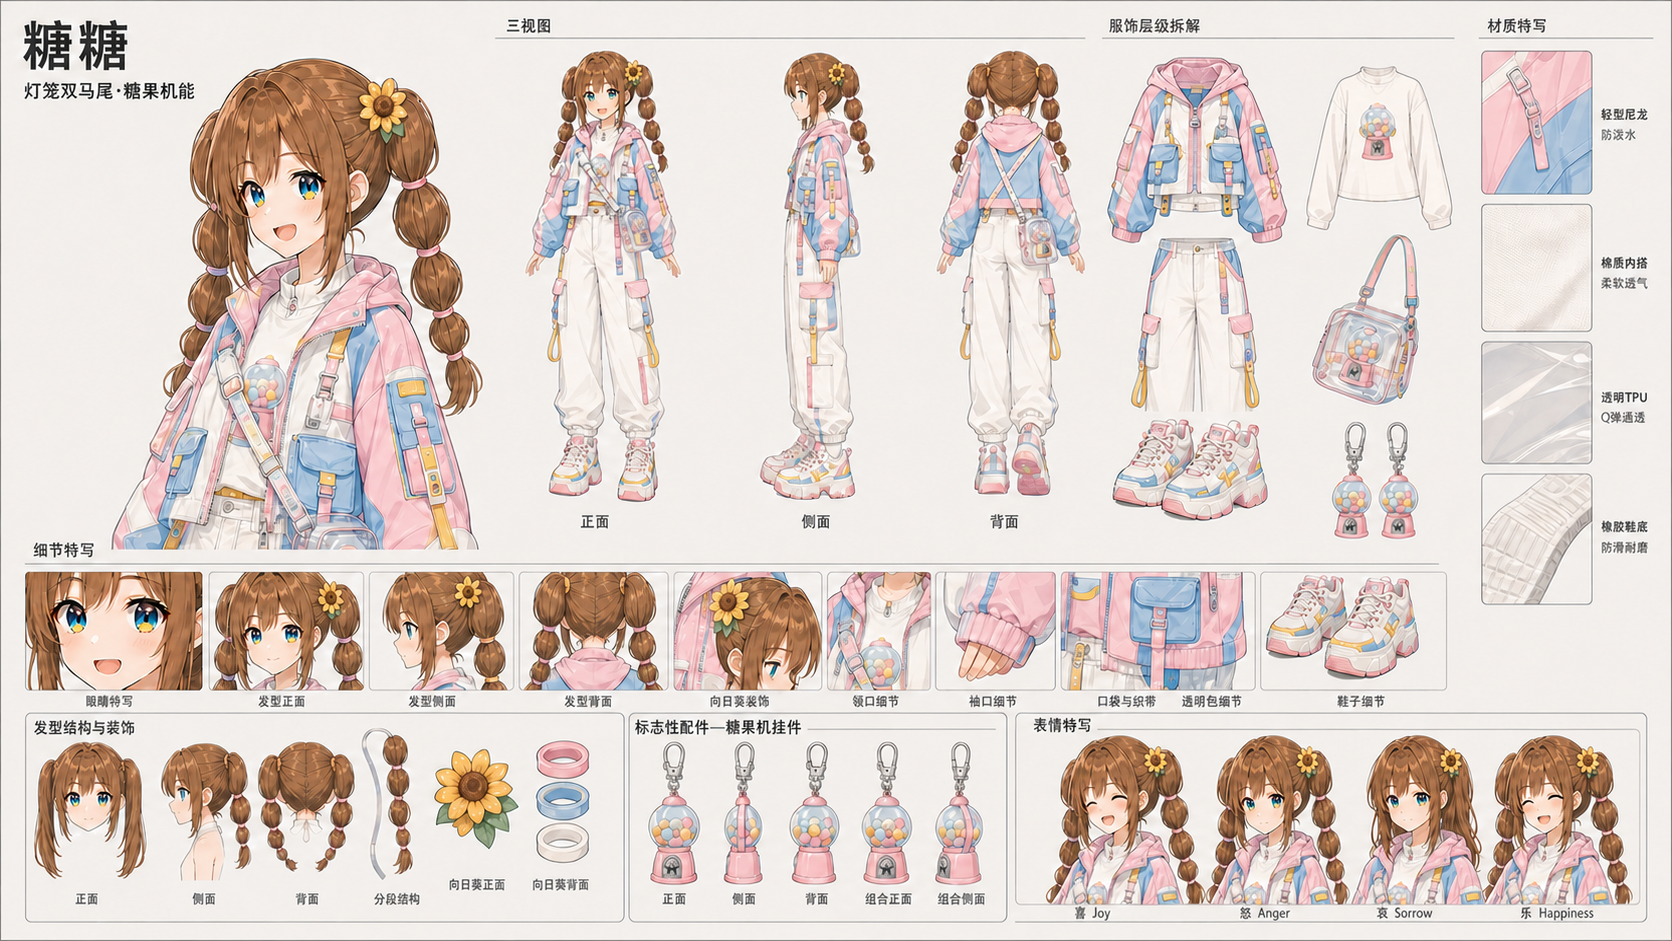 糖糖
灯笼双马尾·糖果机能
三视图
正面
侧面
背面
服饰层级拆解
材质特写
轻型尼龙
防泼水
棉质内搭
柔软透气
透明TPU
Q弹通透
橡胶鞋底
防滑耐磨
细节特写
眼睛特写
发型正面
发型侧面
发型背面
向日葵装饰
领口细节
袖口细节
口袋与织带
透明包细节
鞋子细节
发型结构与装饰
正面
侧面
背面
分段结构
向日葵正面
向日葵背面
标志性配件—糖果机挂件
正面
侧面
背面
组合正面
组合侧面
表情特写
喜 Joy
怒 Anger
哀 Sorrow
乐 Happiness